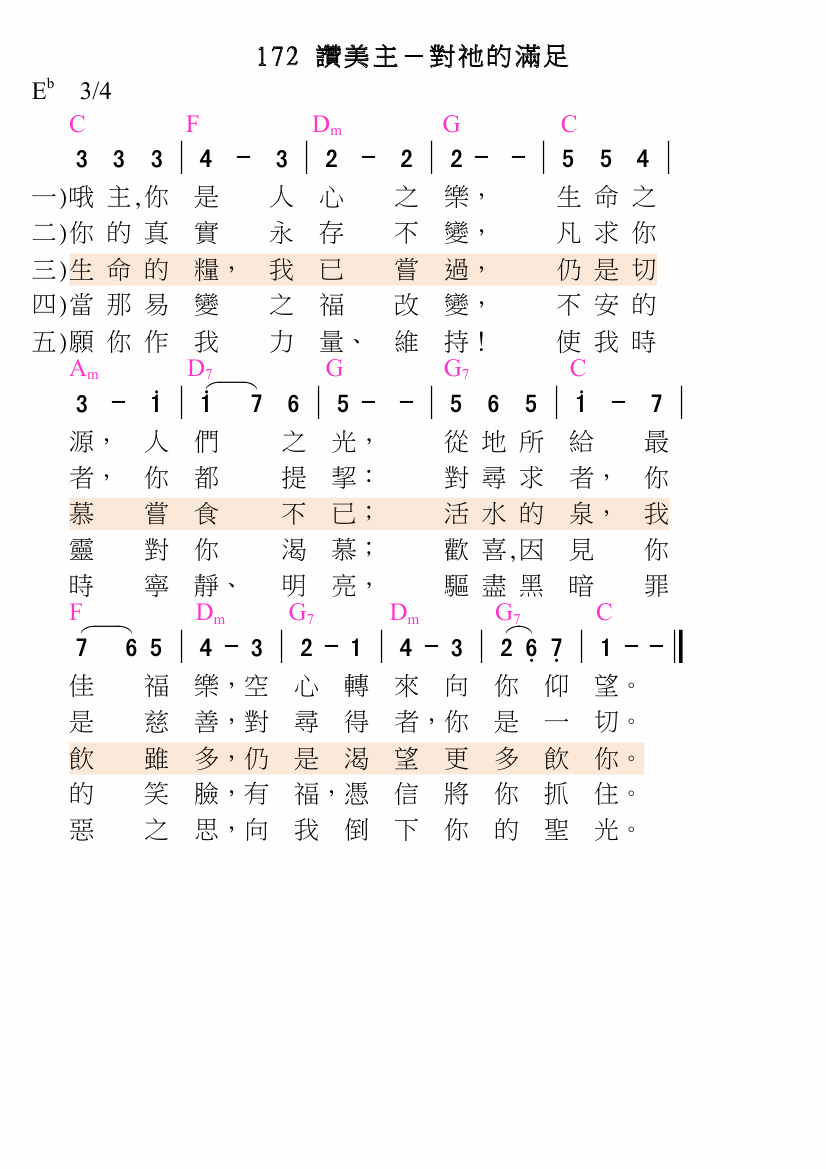 172 讚美主－對祂的滿足
Eb 3/4
C F Dm G C
3 3 3 | 4 － 3 | 2 － 2 | 2 － － | 5 5 4 |
一)哦主,你是人心之樂，生命之
二)你的真實永存不變，凡求你
三)生命的糧，我已嘗過，仍是切
四)當那易變之福改變，不安的
五)願你作我力量、維持！使我時
Am D7 G G7 C
3 － i | i 7 6 | 5 － － | 5 6 5 | i － 7 |
源，人們之光，從地所給最
者，你都提挈：對尋求者，你
慕嘗食不已；活水的泉，我
靈對你渴慕；歡喜,因見你
時寧靜、明亮，驅盡黑暗罪
F Dm G7 Dm G7 C
7 6 5 | 4 － 3 | 2 － 1 | 4 － 3 | 2 6 7 | 1 － － ‖
佳福樂，空心轉來向你仰望。
是慈善，對尋得者，你是一切。
飲雖多，仍是渴望更多飲你。
的笑臉，有福，憑信將你抓住。
惡之思，向我倒下你的聖光。